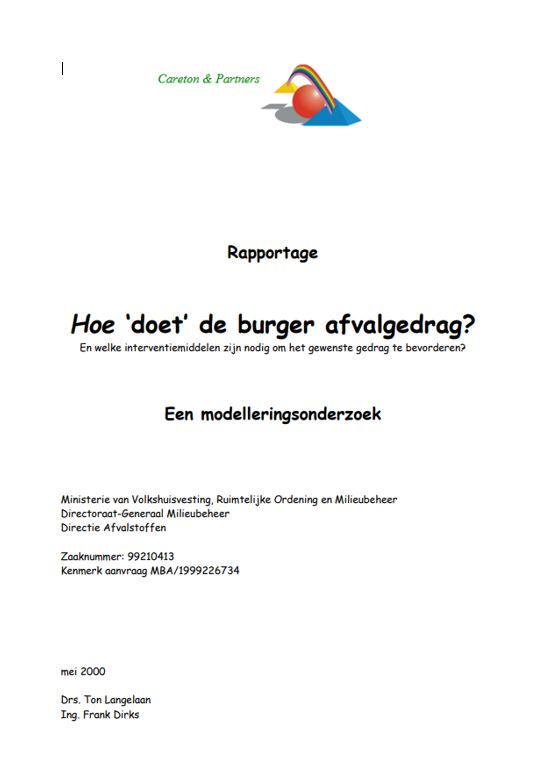 Careton & Partners
Rapportage
Hoe ‘doet’ de burger afvalgedrag?
En welke interventiemiddelen zijn nodig om het gewenste gedrag te bevorderen?
Een modelleringsonderzoek
Ministerie van Volkshuisvesting, Ruimtelijke Ordening en Milieubeheer
Directoraat-Generaal Milieubeheer
Directie Afvalstoffen
Zaaknummer: 99210413
Kenmerk aanvraag MBA/1999226734
mei 2000
Drs. Ton Langelaan
Ing. Frank Dirks